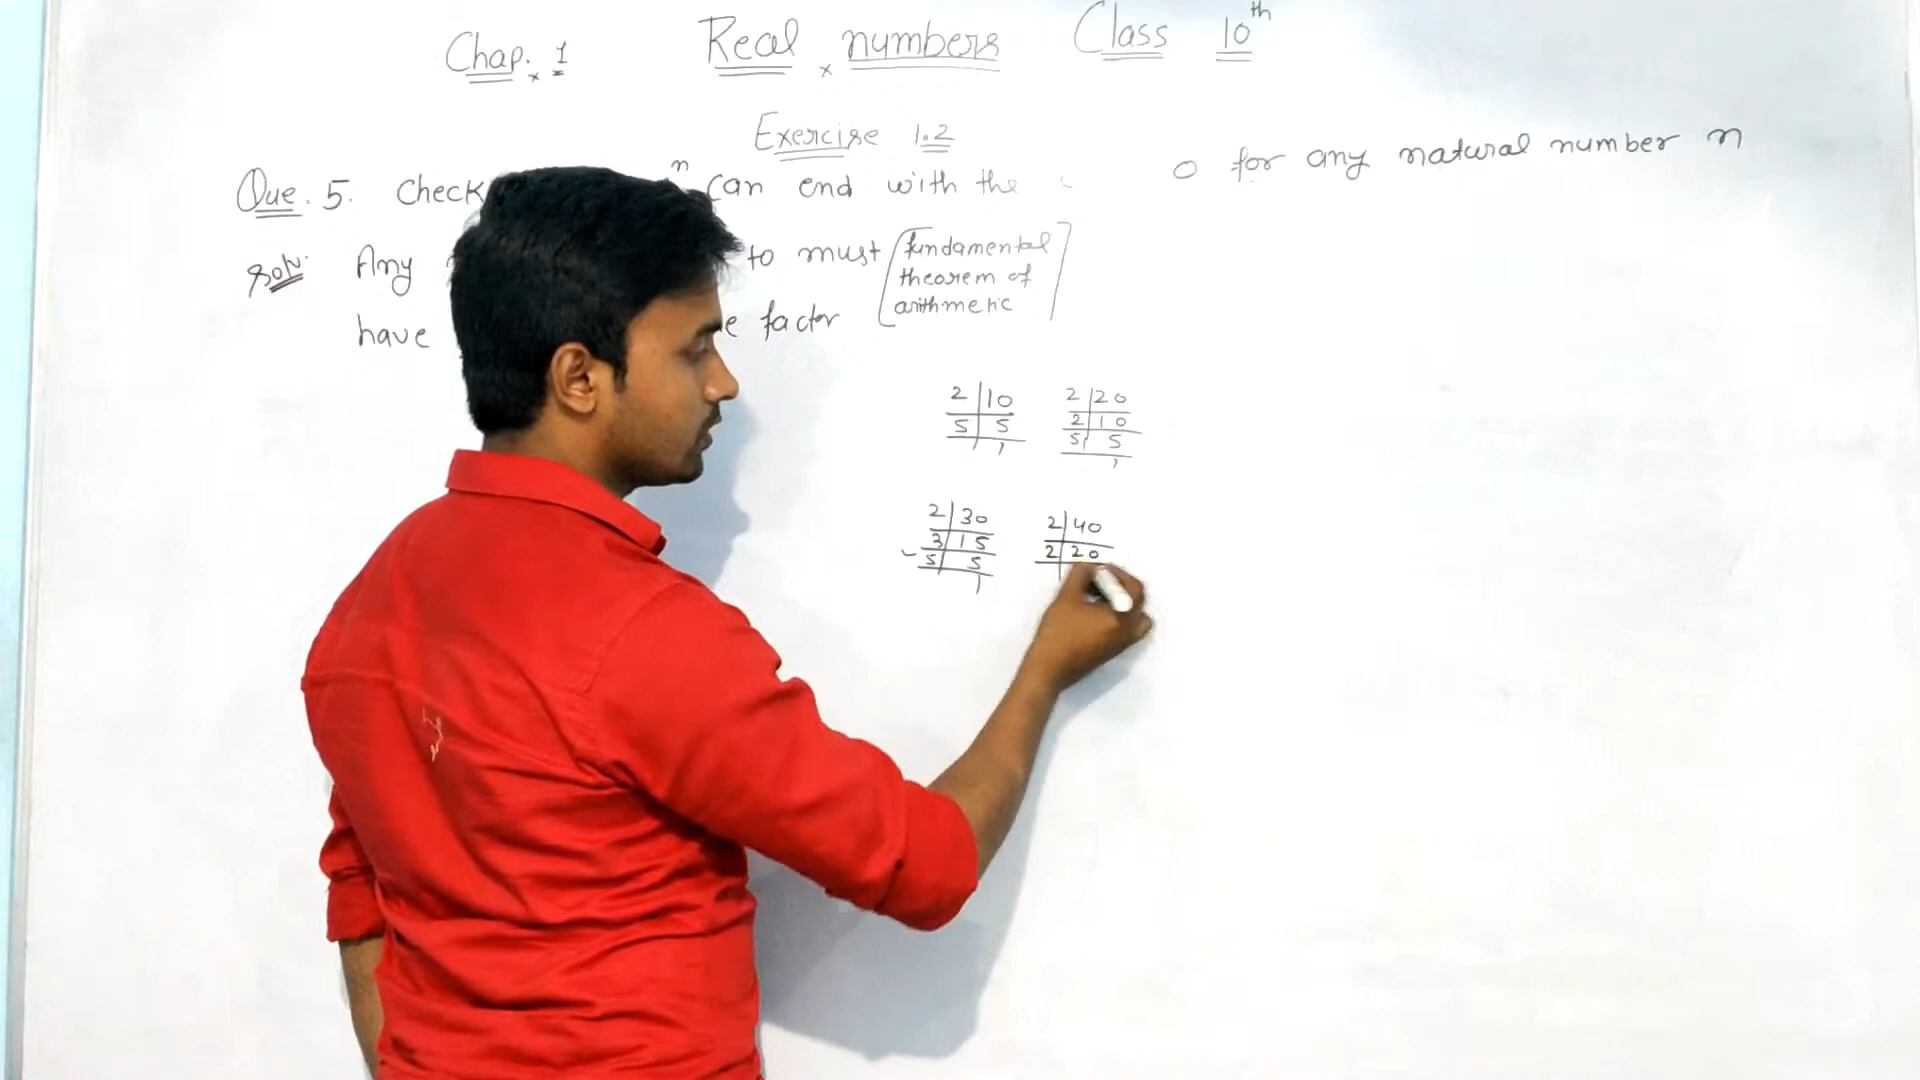 Chap. 1 Real numbers Class 10th
Exercise 1.2
Que. 5. Check n can end with the 0 for any natural number n
Soln. Any to must [fundamental
theorem of
arithmetic]
have factor
2 | 10
5 | 5
1
2 | 20
2 | 10
5 | 5
1
2 | 30
3 | 15
5 | 5
1
2 | 40
2 | 20